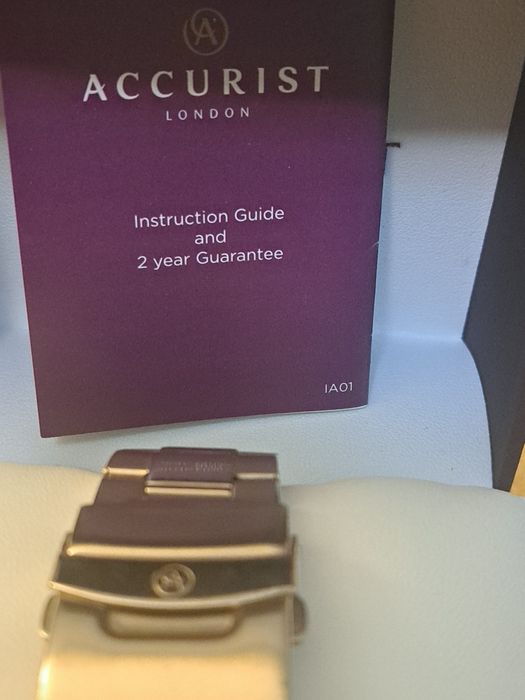 A
ACCURIST
LONDON
Instruction Guide
and
2 year Guarantee
IA01